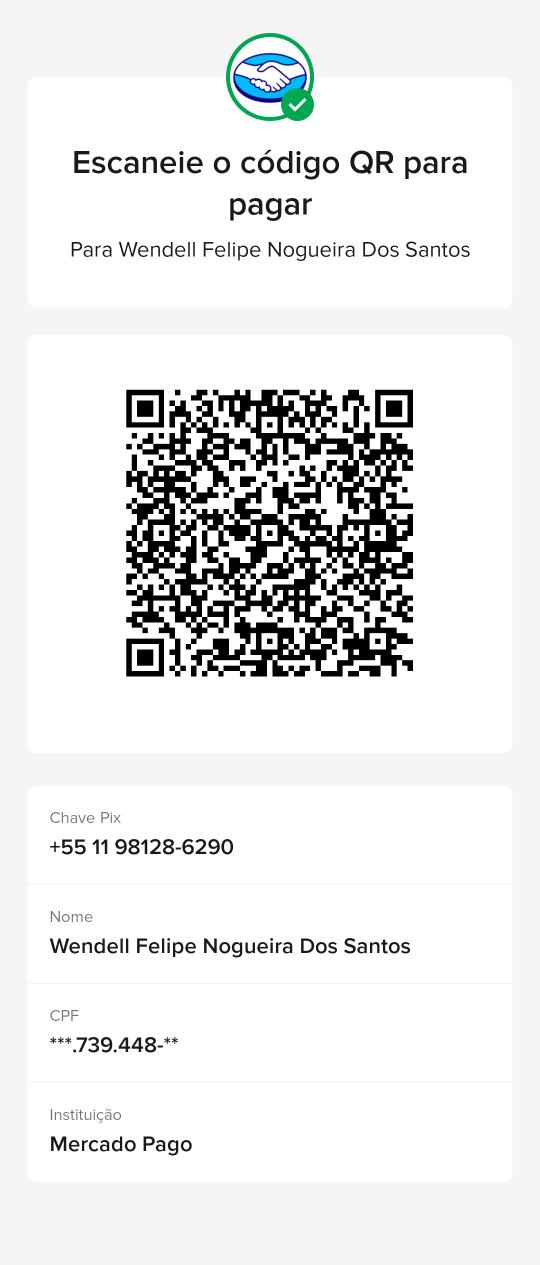 Escaneie o código QR para
pagar
Para Wendell Felipe Nogueira Dos Santos
Chave Pix
+55 11 98128-6290
Nome
Wendell Felipe Nogueira Dos Santos
CPF
***.739.448-**
Instituição
Mercado Pago